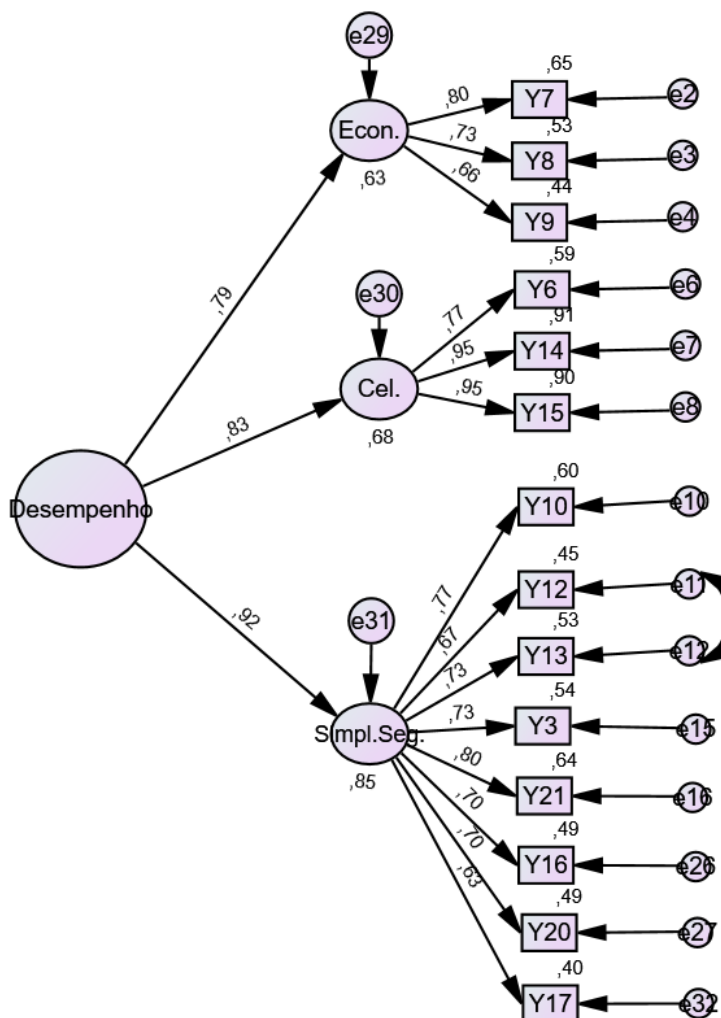 e29
,65
,80
Y7
e2
Econ.
,53
,73
Y8
e3
,63
,66
,44
Y9
e4
,59
,79
e30
Y6
e6
,77
,91
,95
Y14
e7
Cel.
,90
,95
Y15
e8
,83
,68
,60
Desempenho
Y10
e10
,45
,77
Y12
e11
,92
e31
,67
,53
,73
Y13
e12
,54
Simpl.Seg.
,73
Y3
e15
,85
,80
,64
Y21
e16
,70
,49
,70
Y16
e26
,63
,49
Y20
e27
,40
Y17
e32